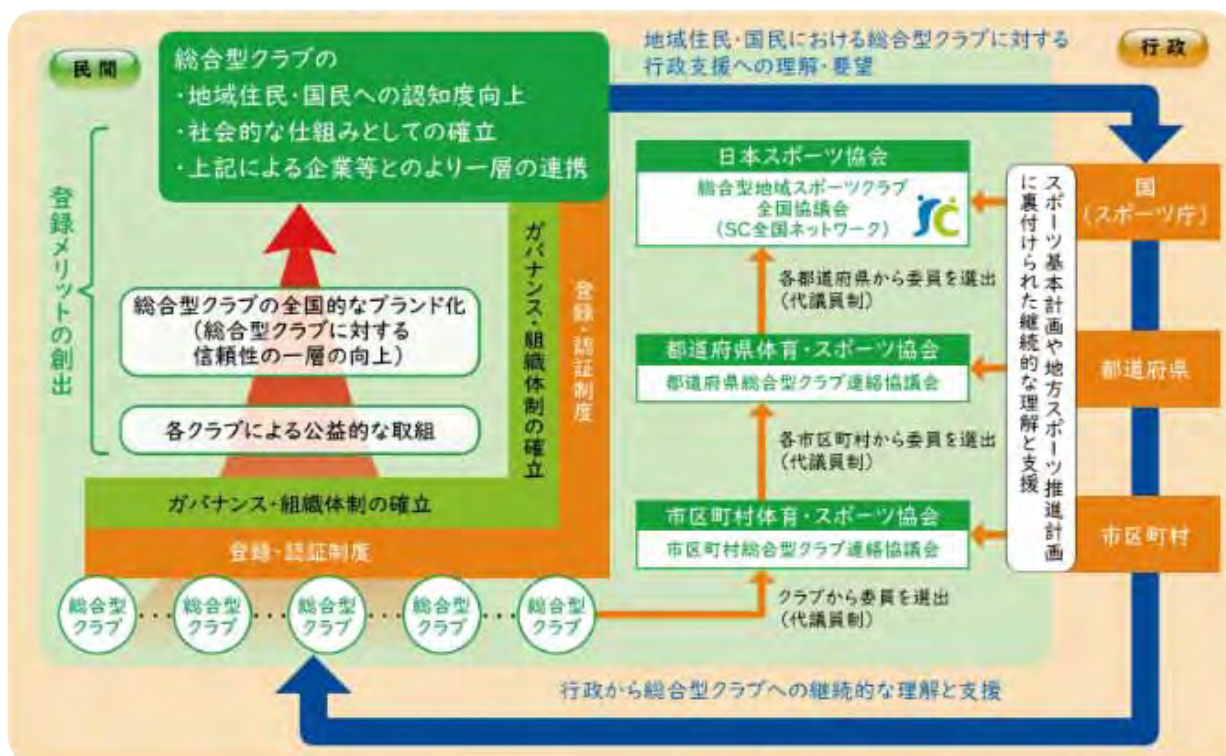 民間
総合型クラブの
・地域住民・国民への認知度向上
・社会的な仕組みとしての確立
・上記による企業等とのより一層の連携
地域住民・国民における総合型クラブに対する
行政支援への理解・要望
行政
登録メリットの創出
総合型クラブの全国的なブランド化
(総合型クラブに対する
信頼性の一層の向上)
各クラブによる公益的な取組
ガバナンス・組織体制の確立
登録・認証制度
ガバナンス・組織体制の確立
登録・認証制度
総合型
クラブ
・・・
総合型
クラブ
・・・
総合型
クラブ
・・・
総合型
クラブ
・・・
総合型
クラブ
日本スポーツ協会
総合型地域スポーツクラブ
全国協議会
(SC全国ネットワーク)
各都道府県から委員を選出
(代議員制)
都道府県体育・スポーツ協会
都道府県総合型クラブ連絡協議会
各市区町村から委員を選出
(代議員制)
市区町村体育・スポーツ協会
市区町村総合型クラブ連絡協議会
クラブから委員を選出
(代議員制)
スポーツ基本計画や地方スポーツ推進計画
に裏付けられた継続的な理解と支援
国
(スポーツ庁)
都道府県
市区町村
行政から総合型クラブへの継続的な理解と支援